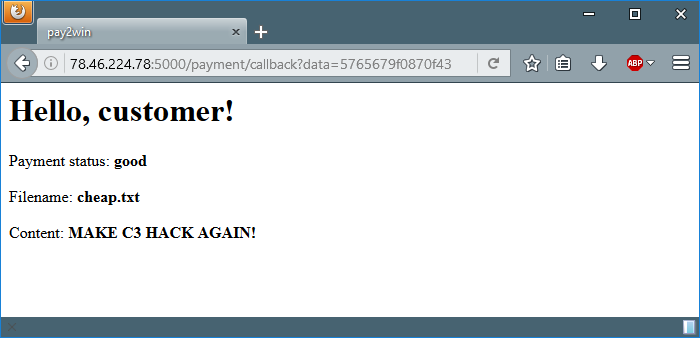 pay2win
78.46.224.78:5000/payment/callback?data=5765679f0870f43
ABP
Hello, customer!
Payment status: good
Filename: cheap.txt
Content: MAKE C3 HACK AGAIN!